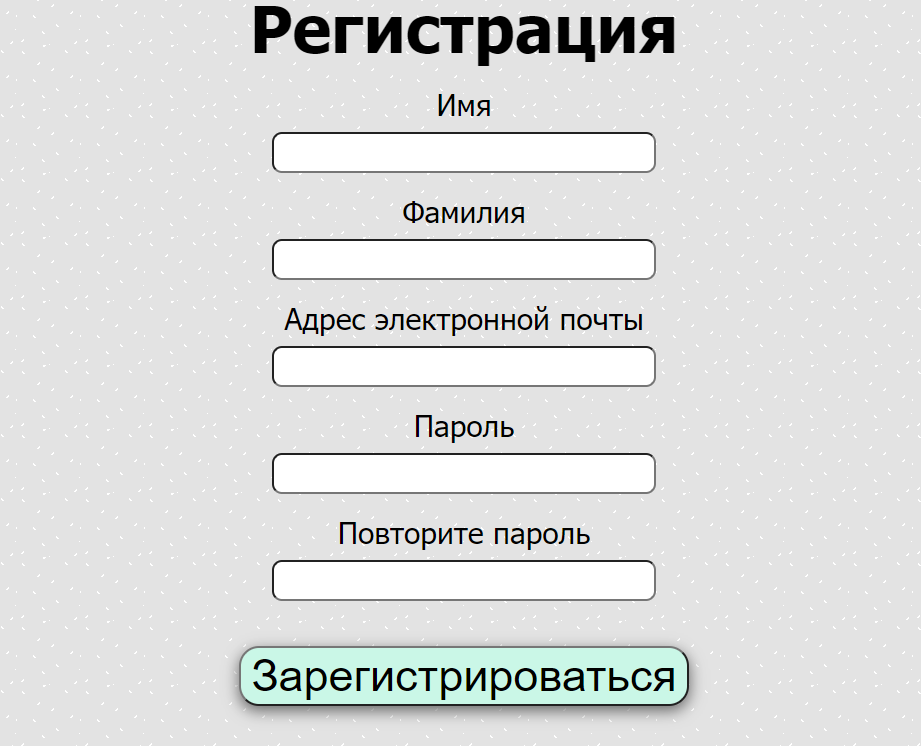 Регистрация
Имя
Фамилия
Адрес электронной почты
Пароль
Повторите пароль
Зарегистрироваться